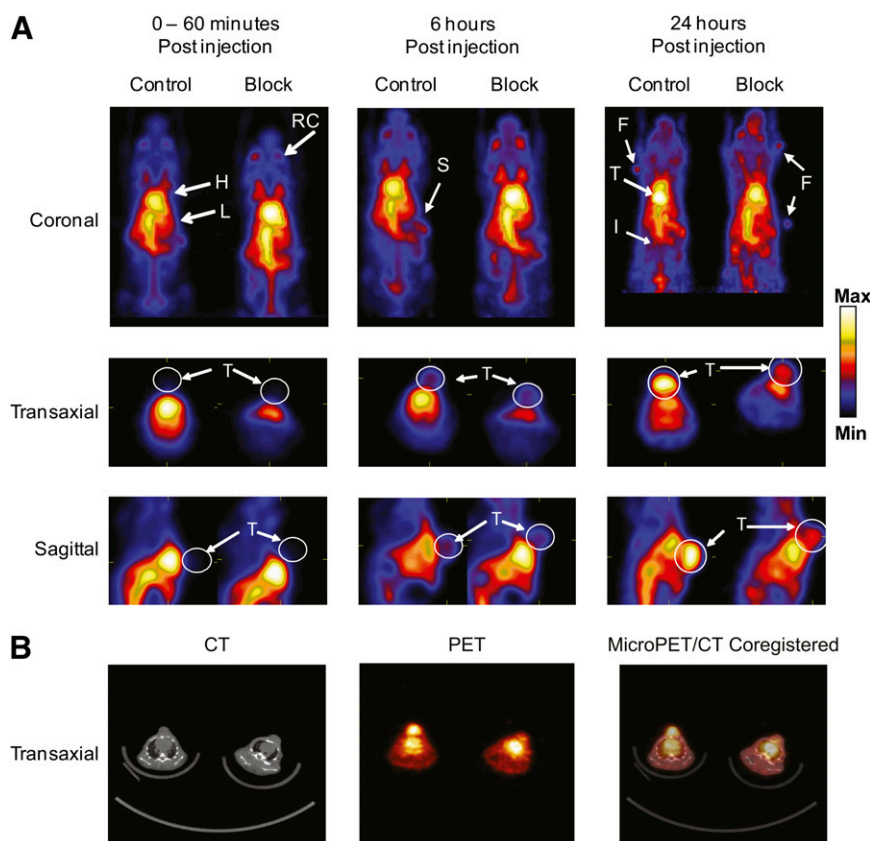 A
0 – 60 minutes
Post injection
6 hours
Post injection
24 hours
Post injection
Control
Block
Control
Block
Control
Block
Coronal
RC
H
L
S
F
T
I
F
Max
Min
Transaxial
T
T
T
Sagittal
T
T
T
B
CT
PET
MicroPET/CT Coregistered
Transaxial